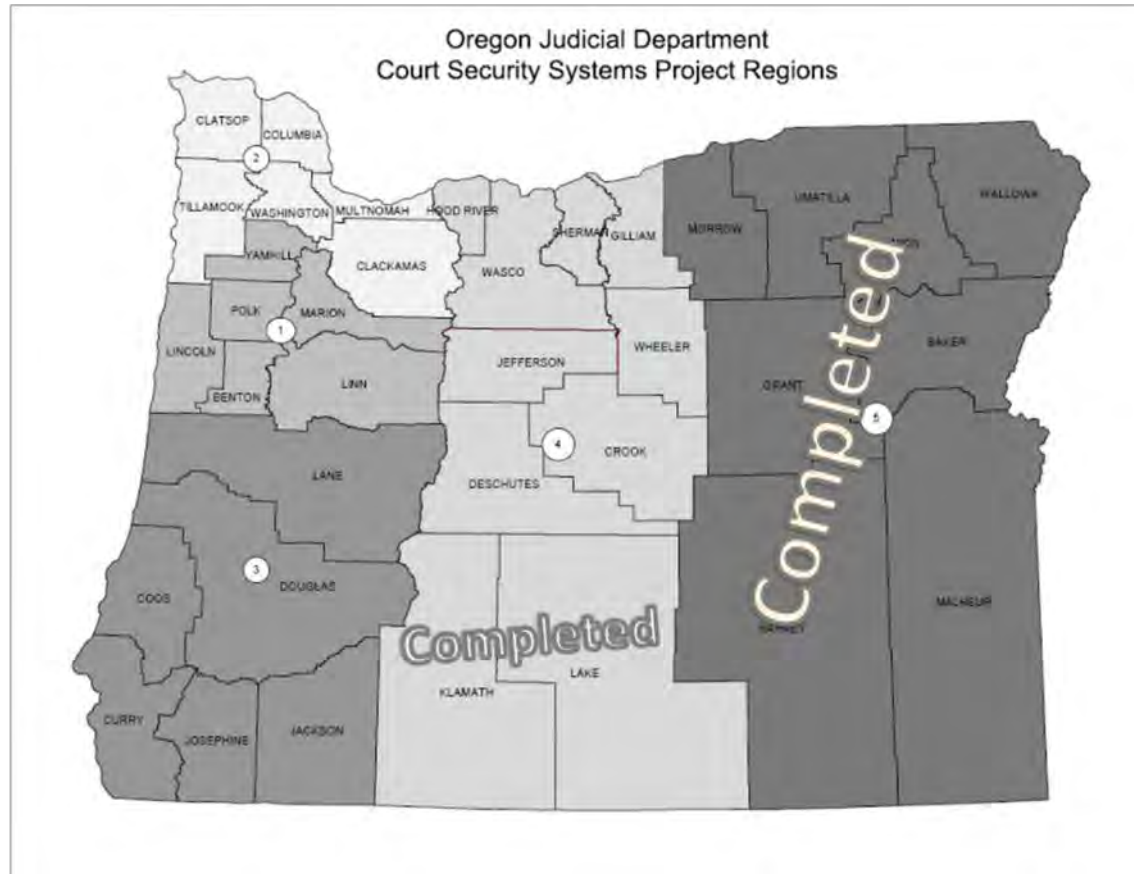 Oregon Judicial Department
Court Security Systems Project Regions
CLATSOP
COLUMBIA
2
TILLAMOOK
WASHINGTON
MULTNOMAH
HOOD RIVER
SHERMAN
GILLIAM
MORROW
UMATILLA
WALLOWA
YAMHILL
CLACKAMAS
WASCO
POLK
MARION
1
LINCOLN
BENTON
LINN
JEFFERSON
WHEELER
GRANT
BAKER
5
LANE
DESCHUTES
4
CROOK
Completed
3
COOS
DOUGLAS
MALHEUR
Completed
KLAMATH
LAKE
CURRY
JOSEPHINE
JACKSON